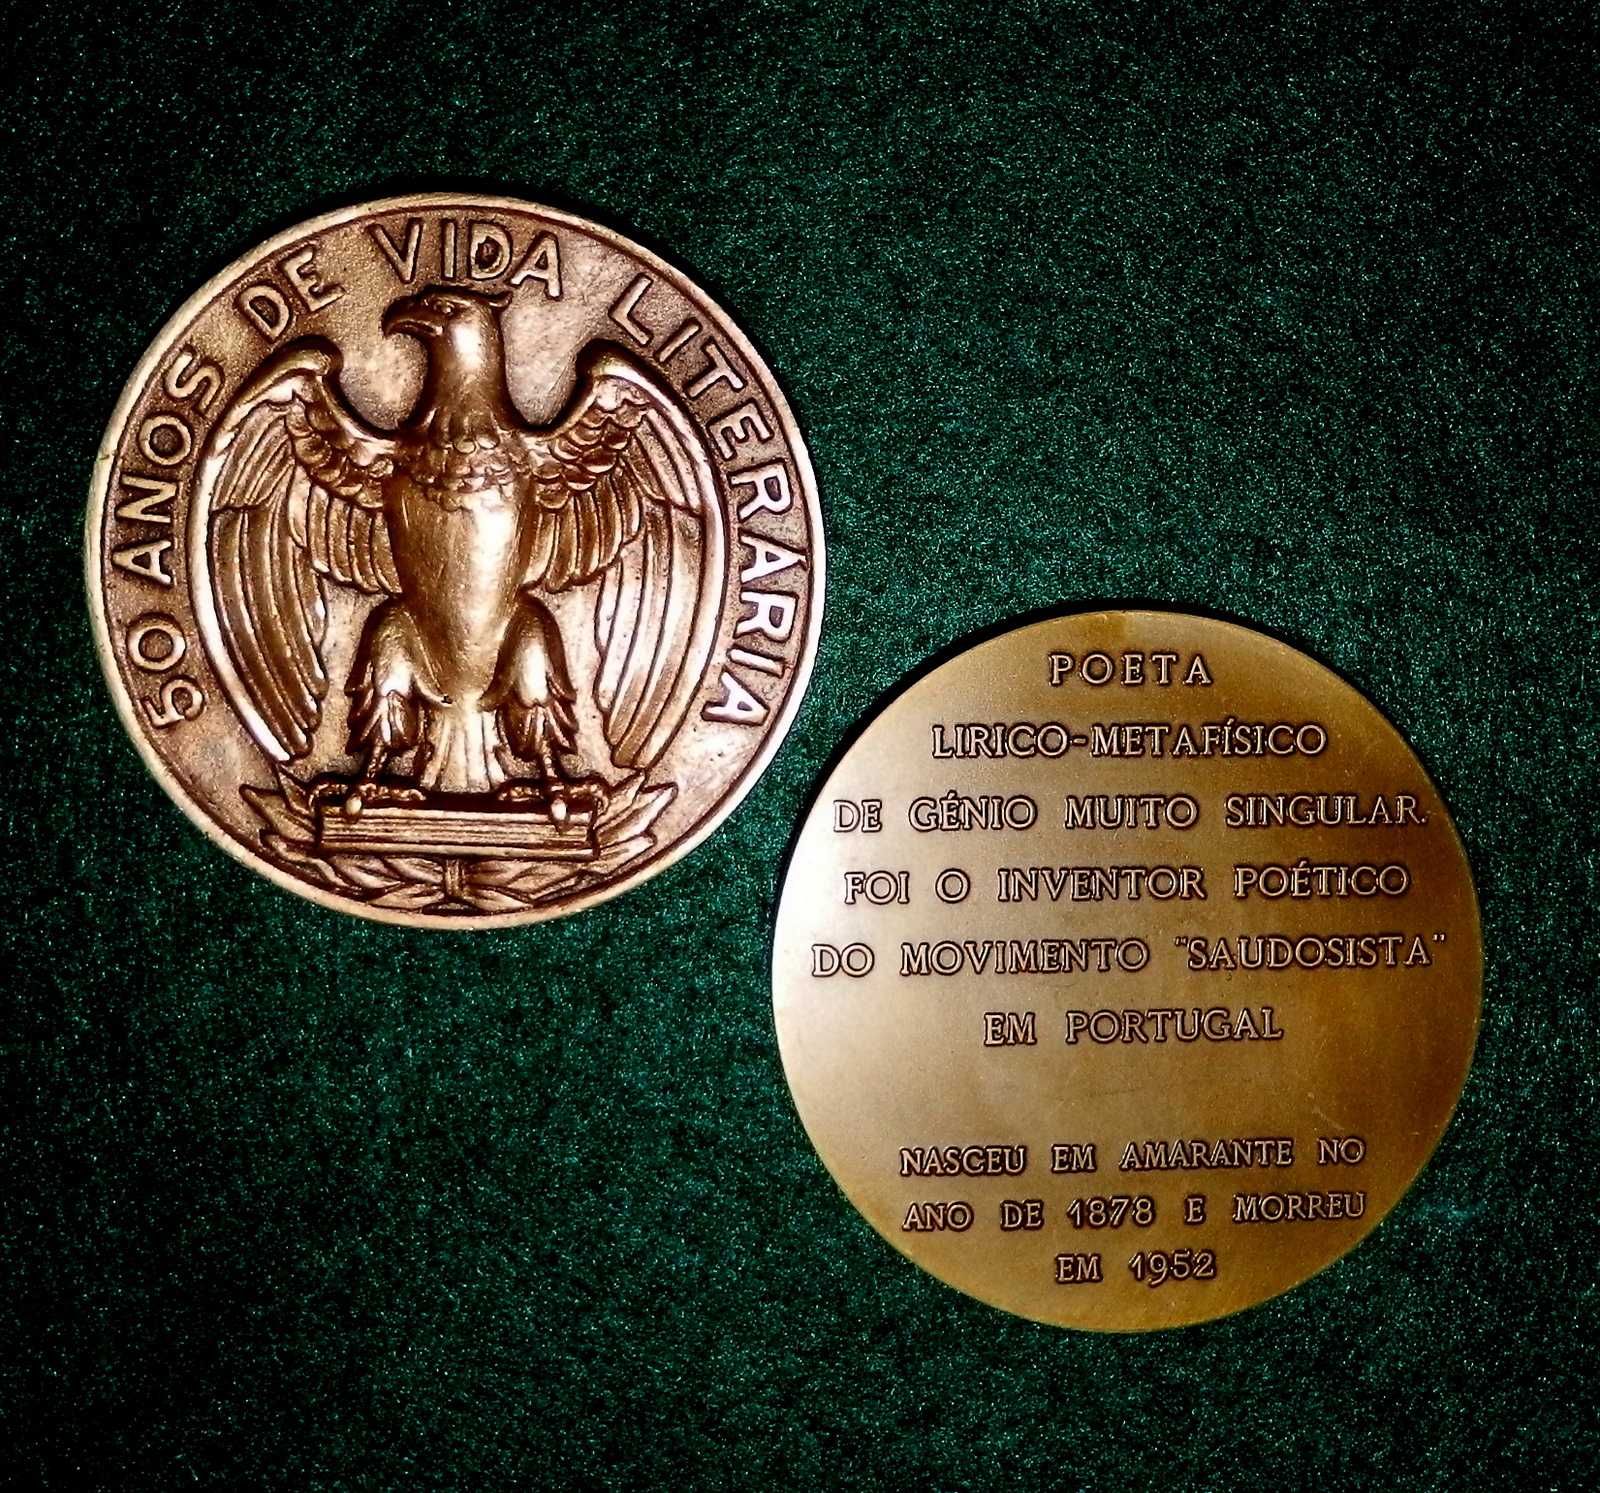 50 ANOS DE VIDA LITERARIA
POETA
LIRICO-METAFÍSICO
DE GÉNIO MUITO SINGULAR.
FOI O INVENTOR POÉTICO
DO MOVIMENTO "SAUDOSISTA"
EM PORTUGAL
NASCEU EM AMARANTE NO
ANO DE 1878 E MORREU
EM 1952